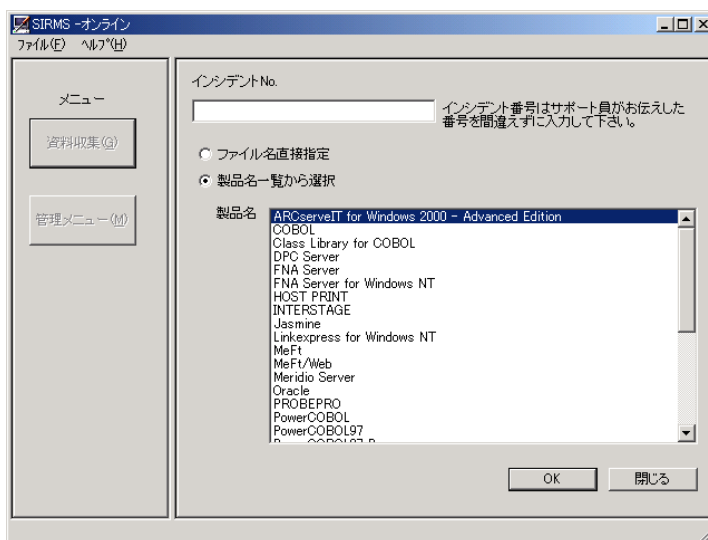 SIRMS -オンライン
ファイル(F) ヘルプ(H)
メニュー
資料収集(G)
管理メニュー(M)
インシデントNo.
インシデント番号はサポート員がお伝えした
番号を間違えずに入力して下さい。
ファイル名直接指定
製品名一覧から選択
製品名
ARCserveIT for Windows 2000 - Advanced Edition
COBOL
Class Library for COBOL
DPC Server
FNA Server
FNA Server for Windows NT
HOST PRINT
INTERSTAGE
Jasmine
Linkexpress for Windows NT
MeFt
MeFt/Web
Meridio Server
Oracle
PROBEPRO
PowerCOBOL
PowerCOBOL97
OK 閉じる